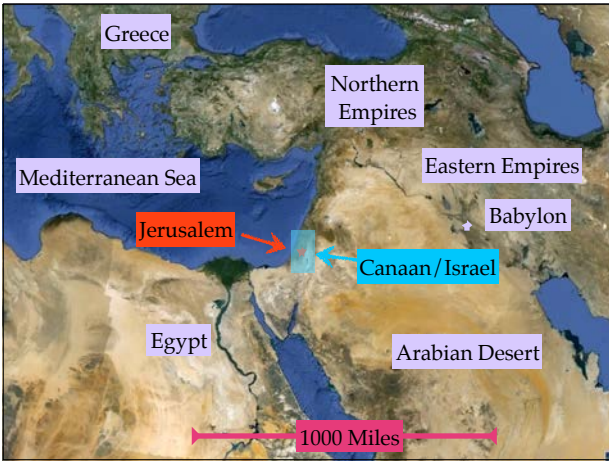 Greece
Northern
Empires
Eastern Empires
Mediterranean Sea
Babylon
Jerusalem
Canaan/Israel
Egypt
Arabian Desert
1000 Miles